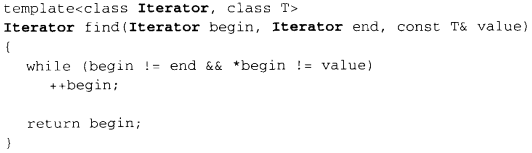 template<class Iterator, class T>
Iterator find(Iterator begin, Iterator end, const T& value)
{
while (begin != end && *begin != value)
++begin;
return begin;
}